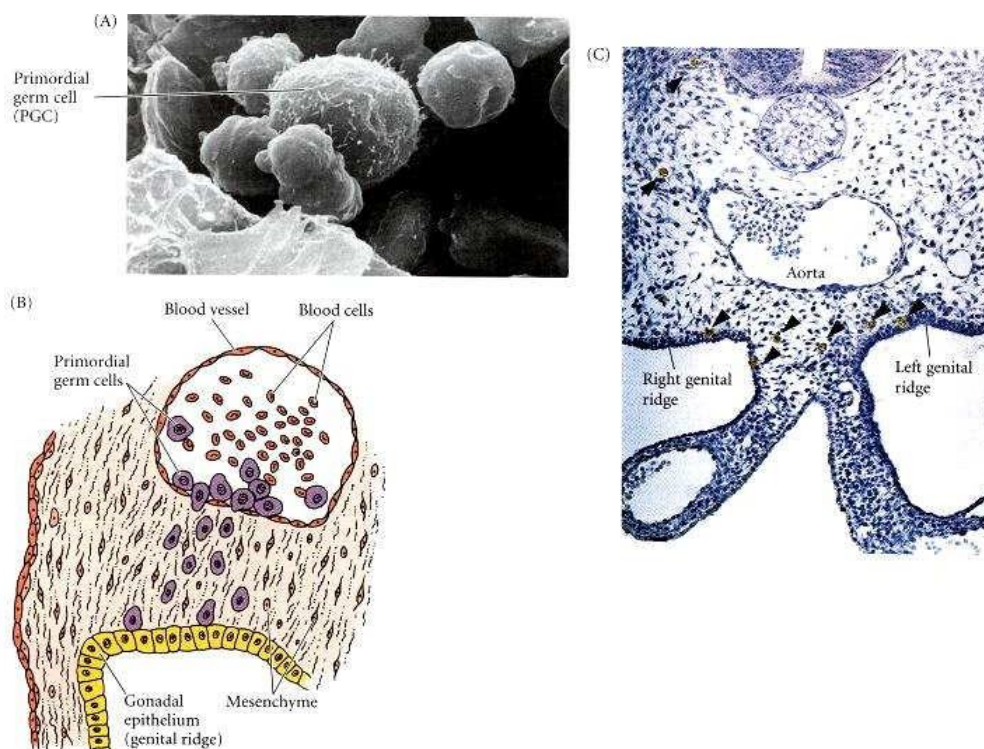 (A)
Primordial
germ cell
(PGC)
(B)
Blood vessel
Blood cells
Primordial
germ cells
Gonadal
epithelium
(genital ridge)
Mesenchyme
(C)
Aorta
Right genital
ridge
Left genital
ridge